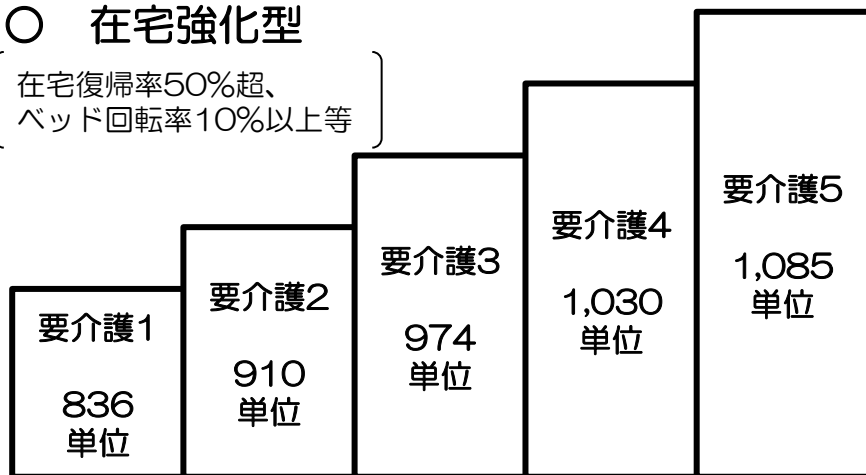 ○ 在宅強化型
在宅復帰率50%超、
ベッド回転率10%以上等
要介護1
836
単位
要介護2
910
単位
要介護3
974
単位
要介護4
1,030
単位
要介護5
1,085
単位